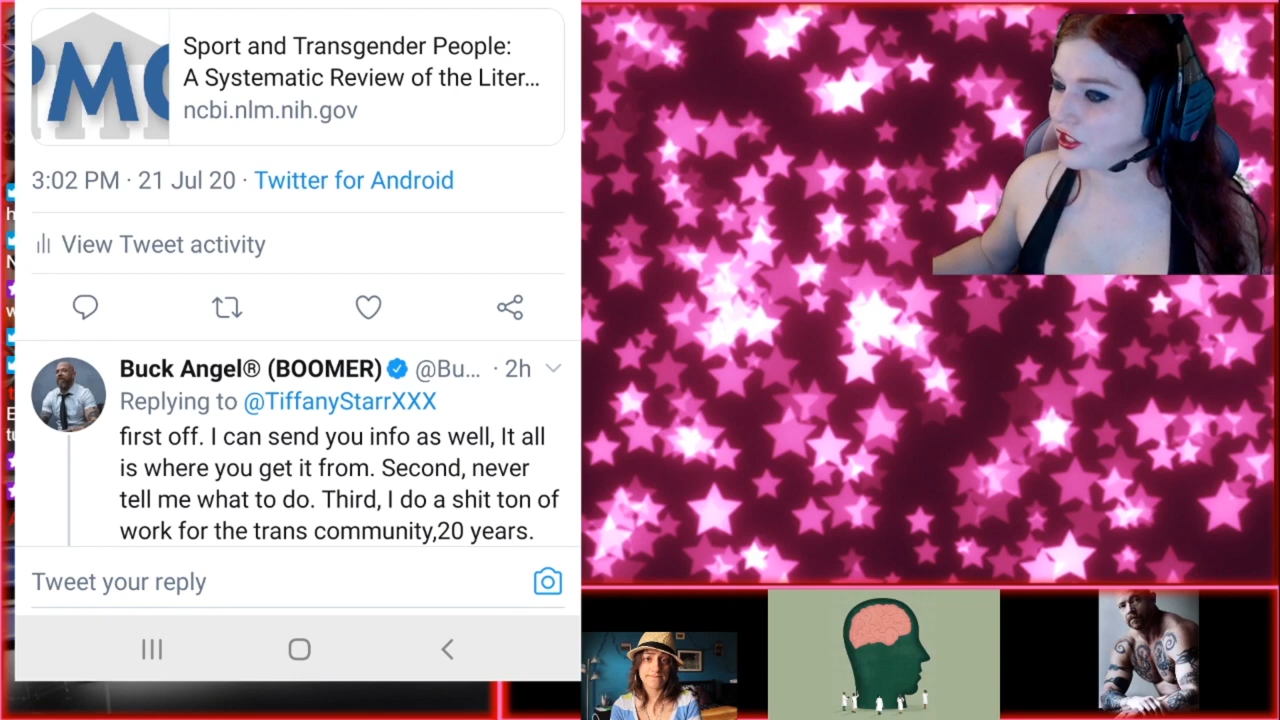 PMC
Sport and Transgender People:
A Systematic Review of the Liter...
ncbi.nlm.nih.gov
3:02 PM · 21 Jul 20 · Twitter for Android
View Tweet activity
Buck Angel® (BOOMER) @Bu... · 2h
Replying to @TiffanyStarrXXX
first off. I can send you info as well, It all
is where you get it from. Second, never
tell me what to do. Third, I do a shit ton of
work for the trans community,20 years.
Tweet your reply